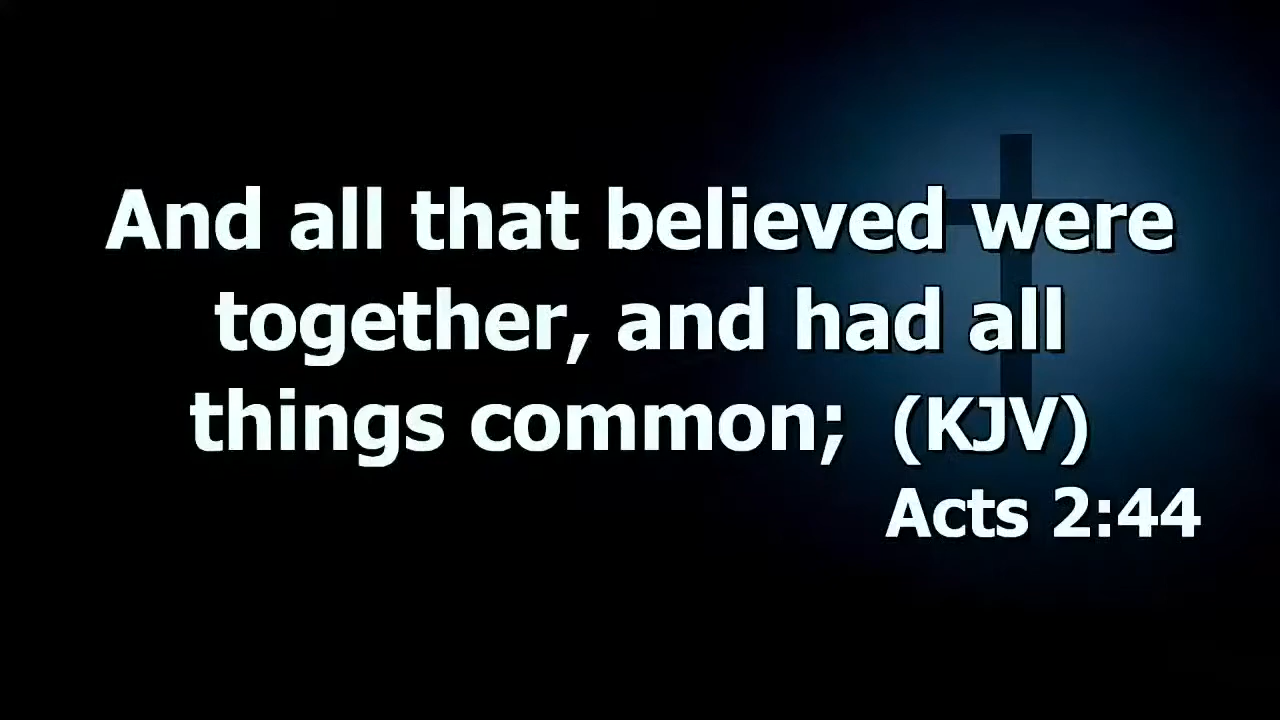 And all that believed were
together, and had all
things common;  (KJV)
Acts 2:44